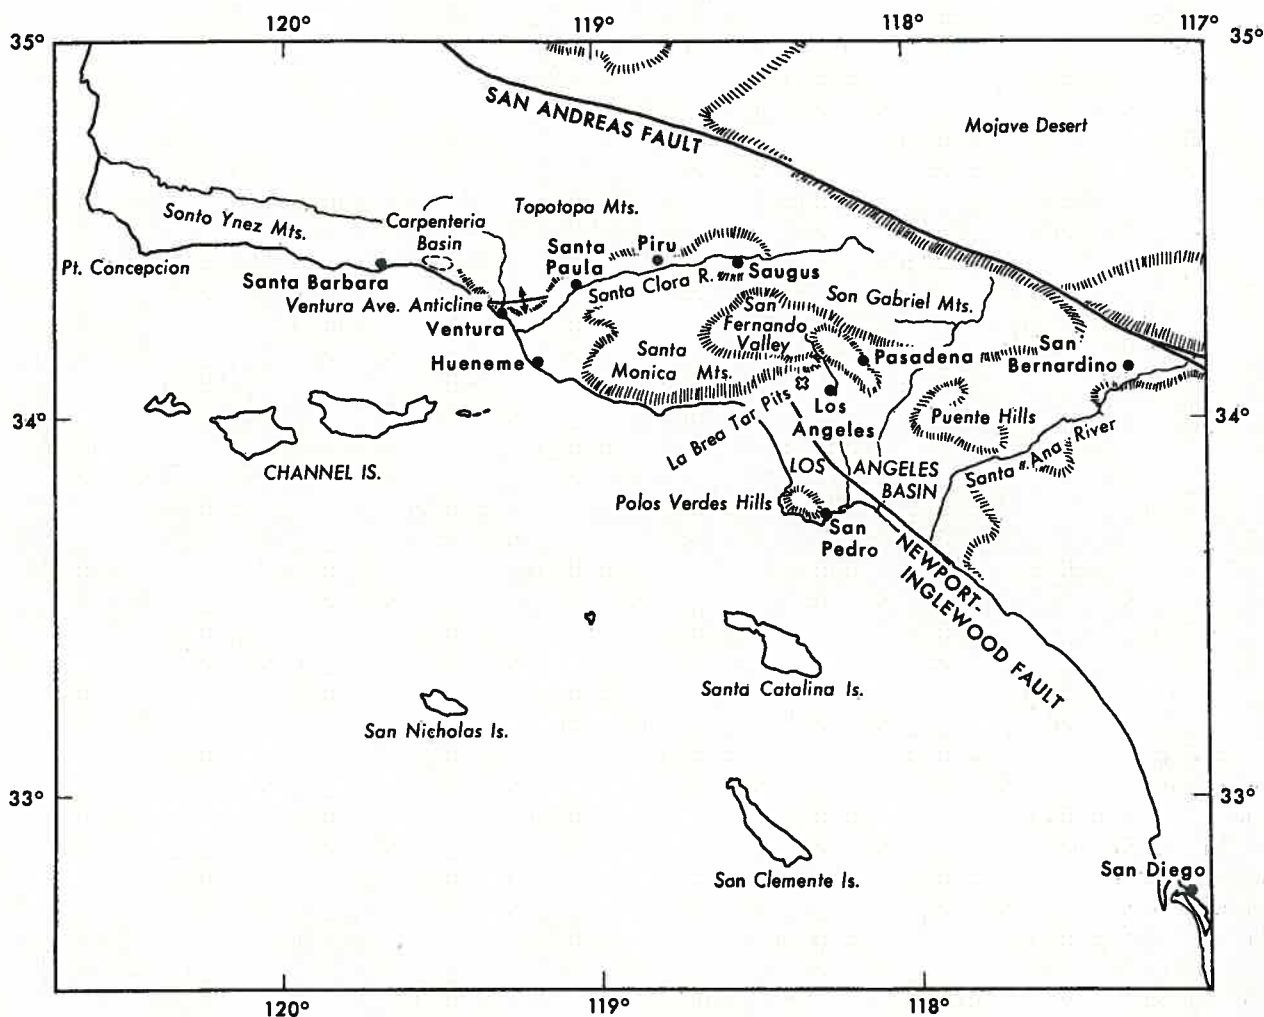 120°
119°
118°
117°
35°
35°
SAN ANDREAS FAULT
Mojave Desert
Sonto Ynez Mts.
Carpenteria
Basin
Topotopa Mts.
Santa
Paula
Piru
Pt. Concepcion
Santa Barbara
Ventura Ave. Anticline
Santa Clora R.
Saugus
Son Gabriel Mts.
Ventura
San
Fernando
Valley
Hueneme
Santa
Monica Mts.
Pasadena
San
Bernardino
34°
34°
Los
Angeles
Puente Hills
La Brea Tar Pits
CHANNEL IS.
LOS ANGELES
BASIN
Santa Ana River
Polos Verdes Hills
San
Pedro
NEWPORT-
INGLEWOOD FAULT
Santa Catalina Is.
San Nicholas Is.
33°
33°
San Clemente Is.
San Diego
120°
119°
118°